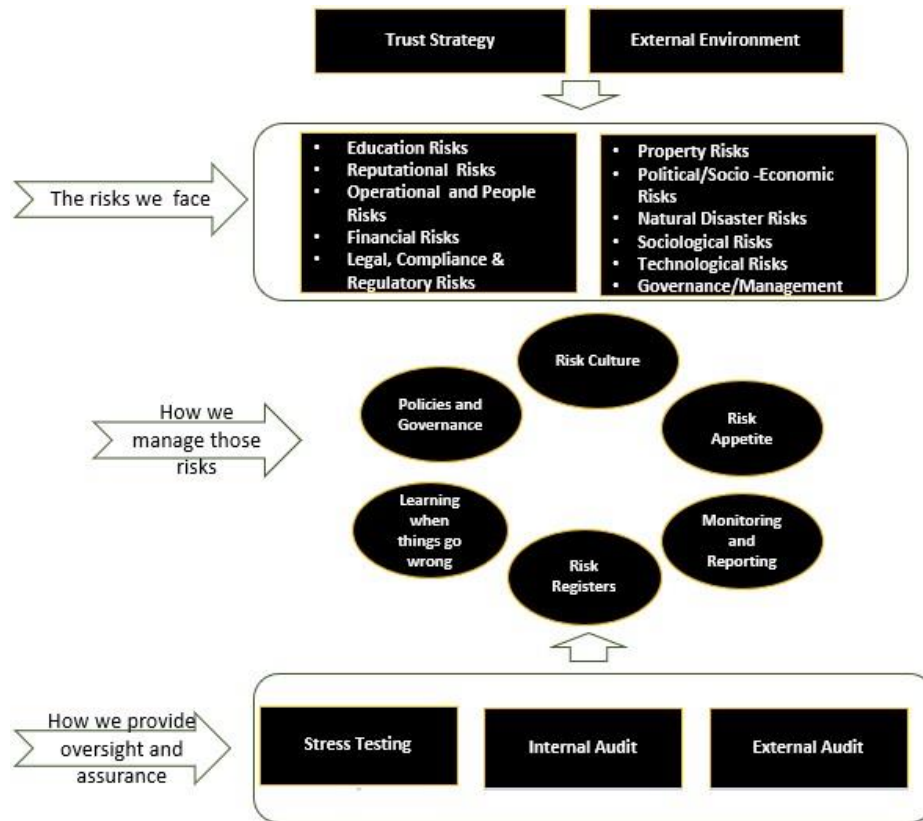 Trust Strategy
External Environment
The risks we face
• Education Risks
• Reputational Risks
• Operational and People
Risks
• Financial Risks
• Legal, Compliance &
Regulatory Risks
• Property Risks
• Political/Socio -Economic
Risks
• Natural Disaster Risks
• Sociological Risks
• Technological Risks
• Governance/Management
How we
manage those
risks
Risk Culture
Policies and
Governance
Risk
Appetite
Learning
when
things go
wrong
Monitoring
and
Reporting
Risk
Registers
How we provide
oversight and
assurance
Stress Testing
Internal Audit
External Audit